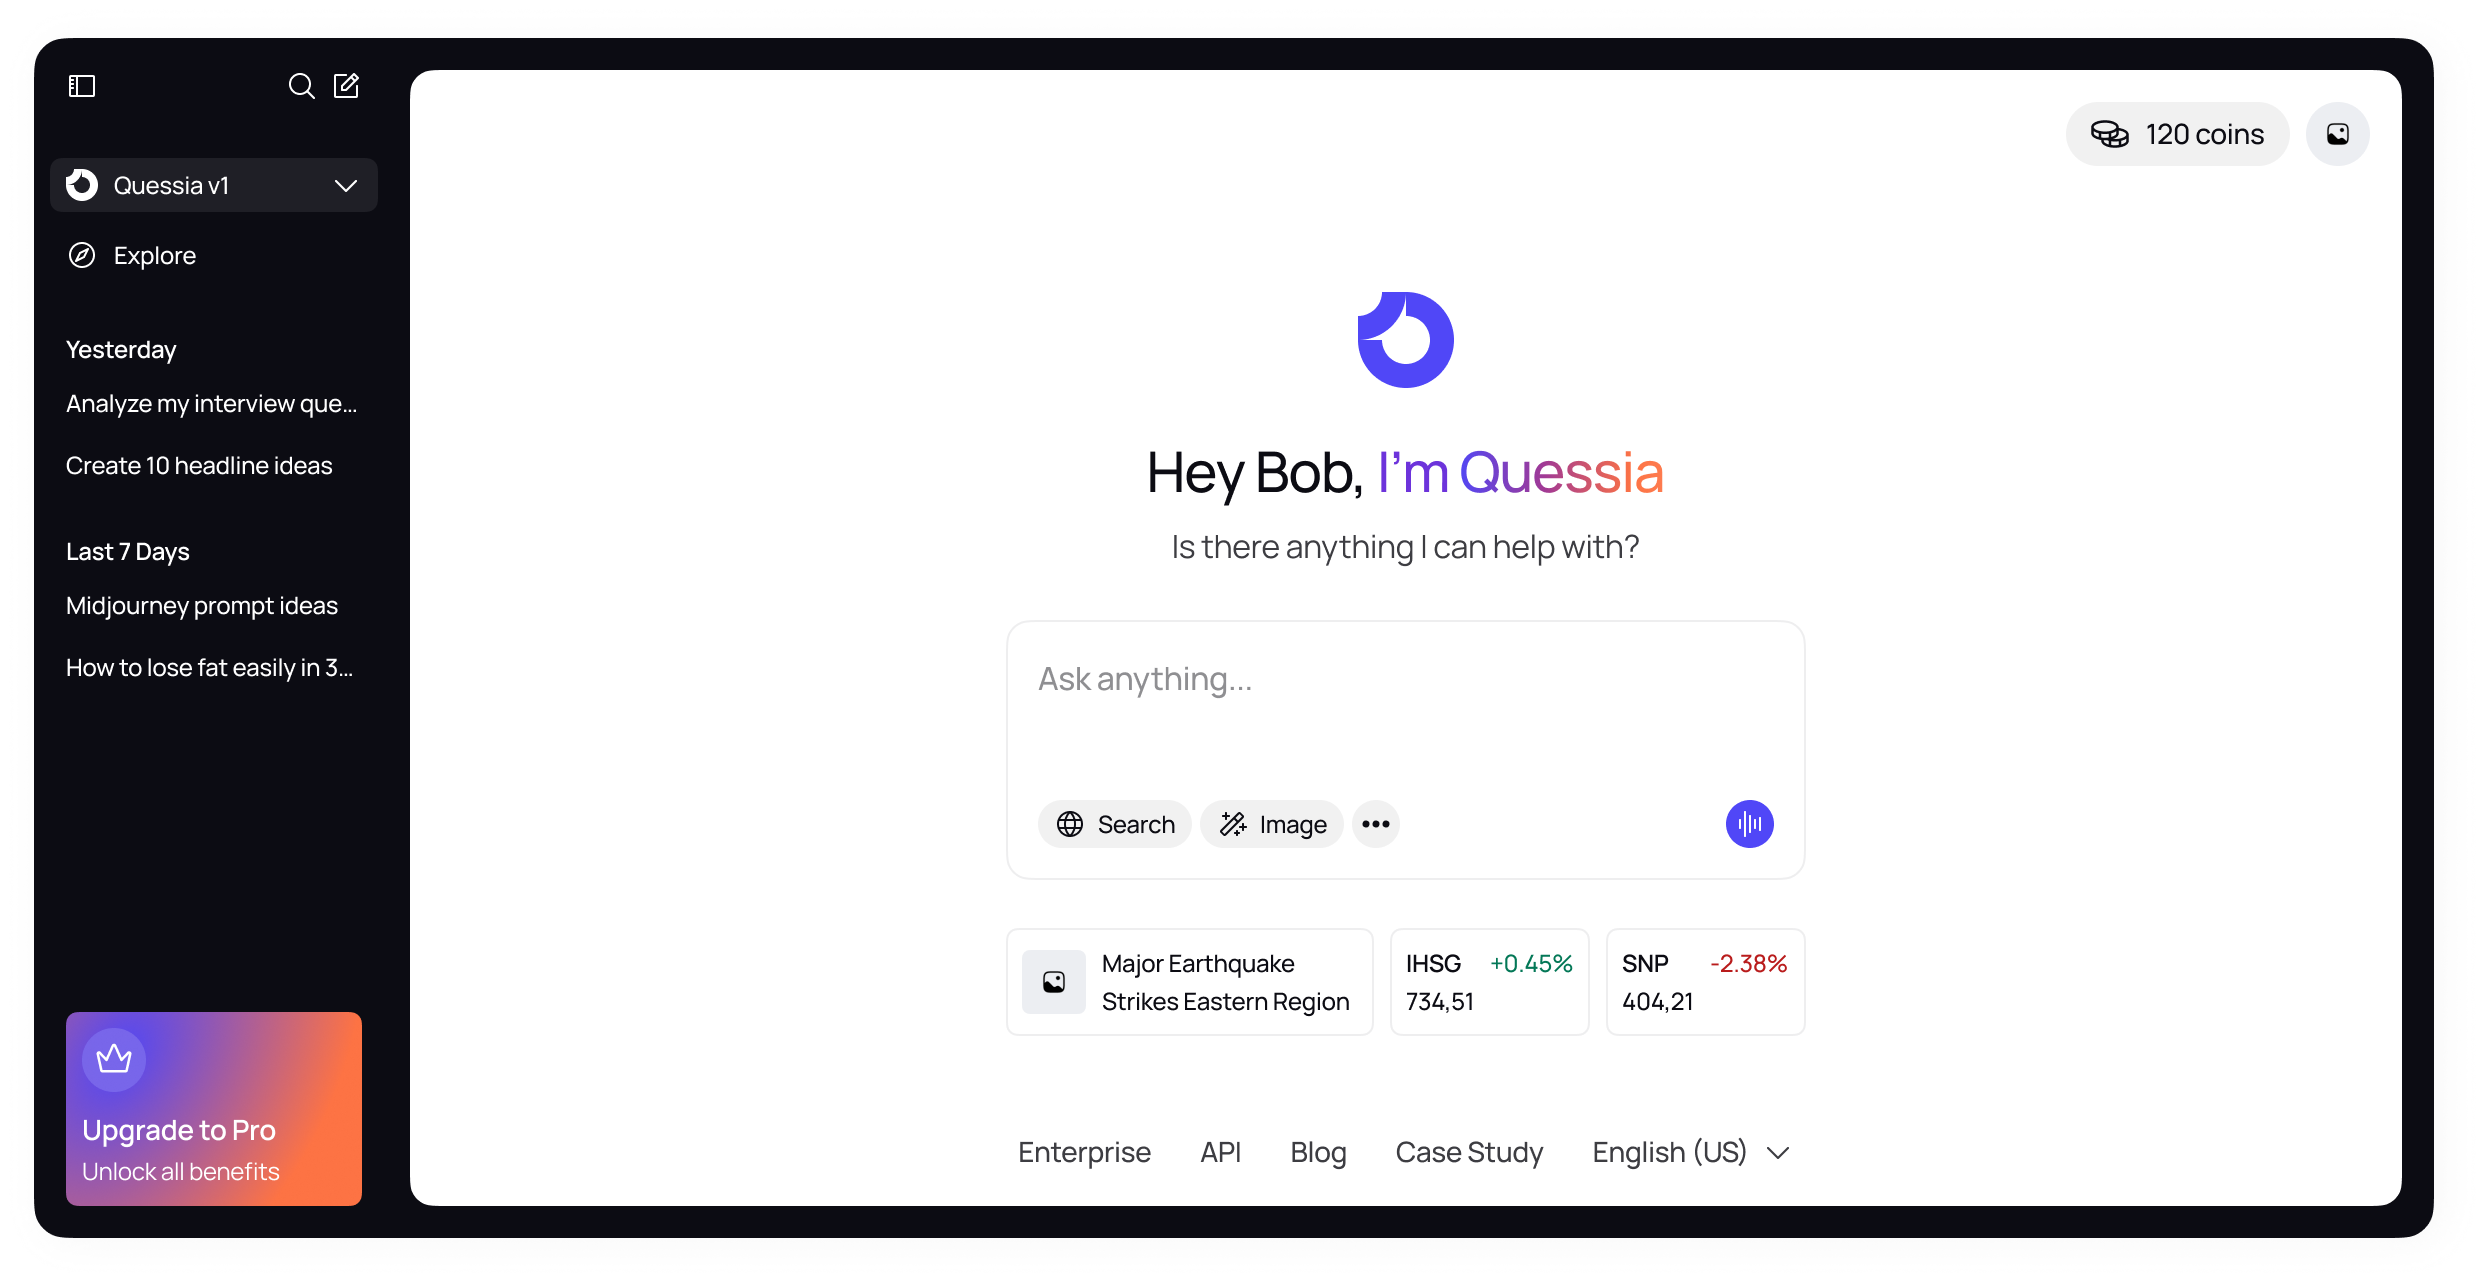 Quessia v1
Explore
Yesterday
Analyze my interview que...
Create 10 headline ideas
Last 7 Days
Midjourney prompt ideas
How to lose fat easily in 3...
Upgrade to Pro
Unlock all benefits
120 coins
Hey Bob, I'm Quessia
Is there anything I can help with?
Ask anything...
Search
Image
Major Earthquake
Strikes Eastern Region
IHSG +0.45%
734,51
SNP -2.38%
404,21
Enterprise API Blog Case Study English (US)